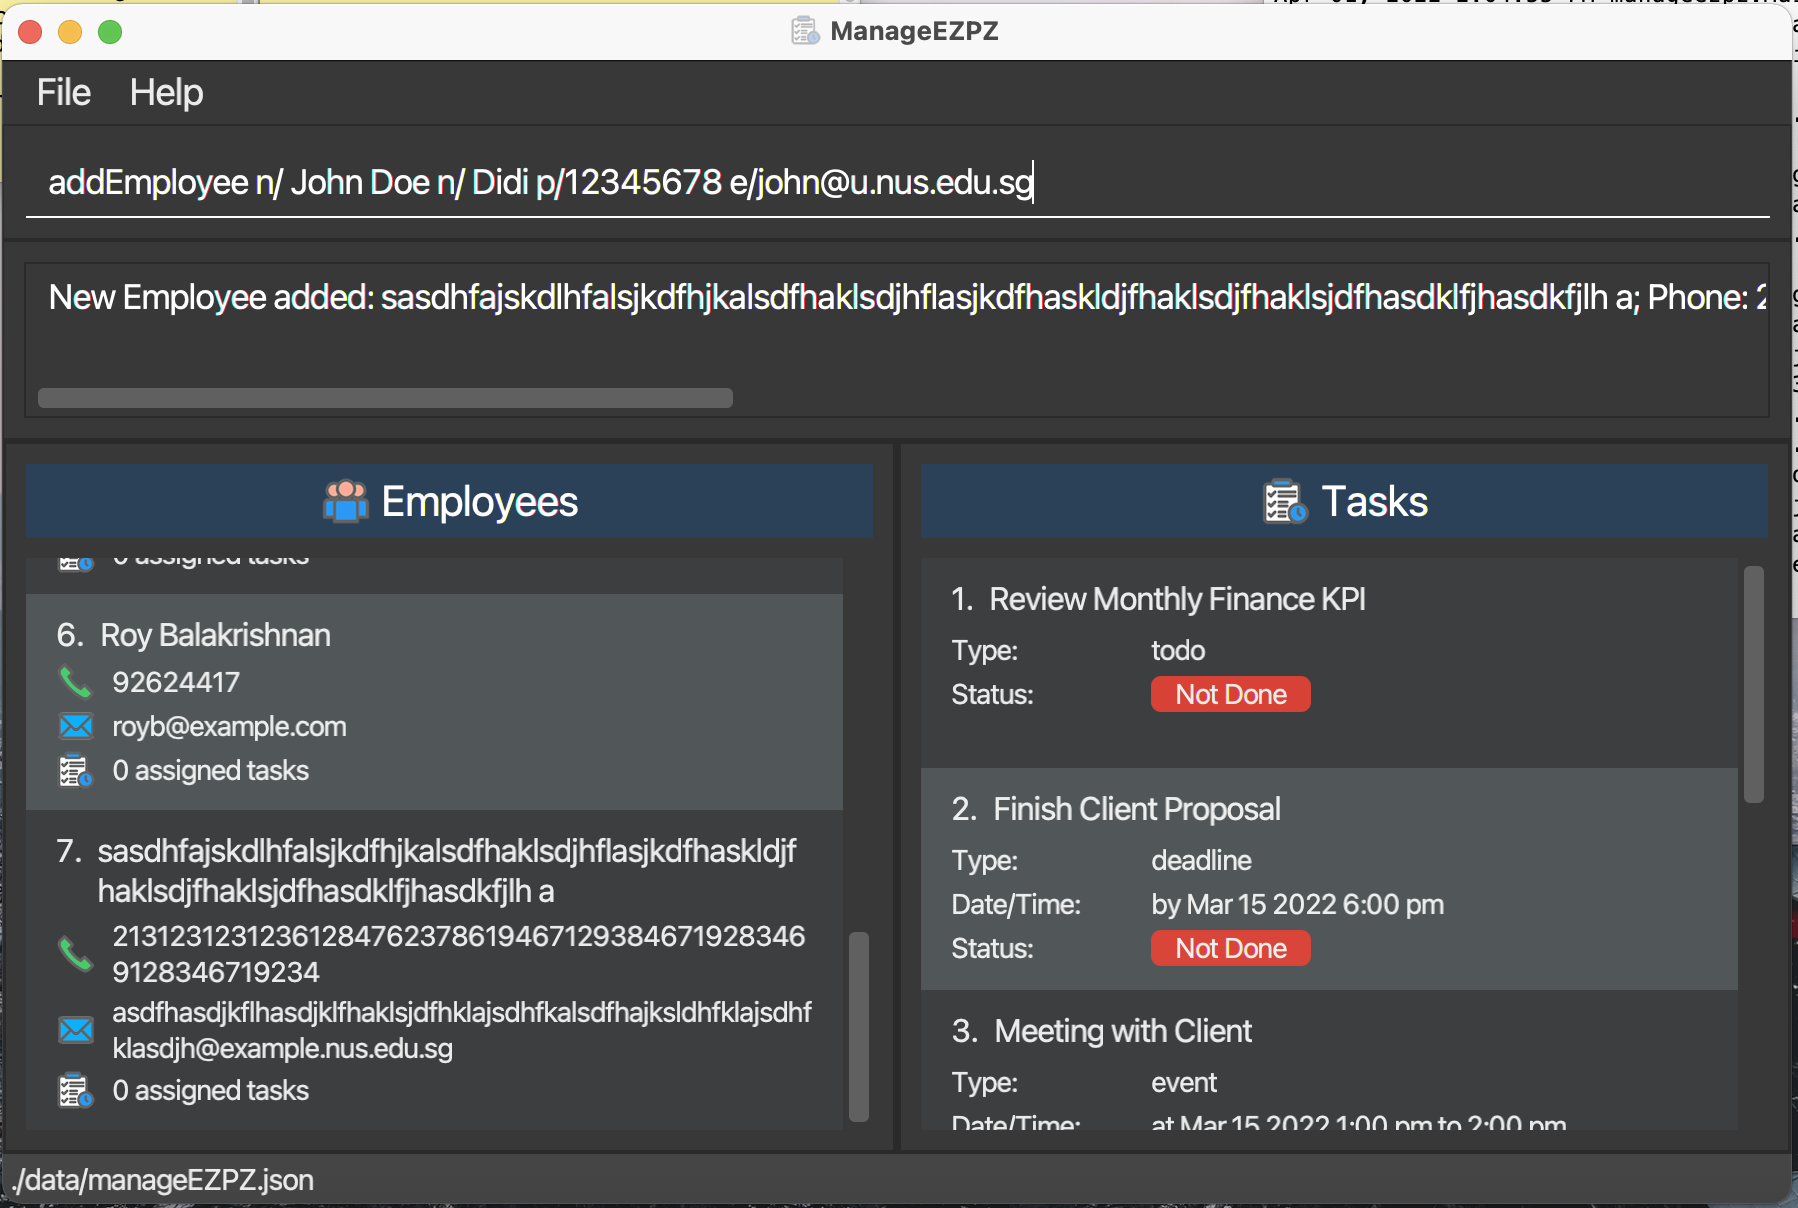 ManageEZPZ
File Help
addEmployee n/ John Doe n/ Didi p/12345678 e/john@u.nus.edu.sg
New Employee added: sasdhfajskdlhfalsjkdfhjkalsdfhaklsdjhflasjkdfhaskldjfhaklsdjfhaklsjdfhasdklfjhasdkfjlh a; Phone: 2
Employees
0 assigned tasks
6. Roy Balakrishnan
92624417
royb@example.com
0 assigned tasks
7. sasdhfajskdlhfalsjkdfhjkalsdfhaklsdjhflasjkdfhaskldjf
haklsdjfhaklsjdfhasdklfjhasdkfjlh a
21312312312361284762378619467129384671928346
9128346719234
asdfhasdjkflhasdjklfhaklsjdfhklajsdhfkalsdfhajksldhfklajsdhf
klasdjh@example.nus.edu.sg
0 assigned tasks
Tasks
1. Review Monthly Finance KPI
Type: todo
Status: Not Done
2. Finish Client Proposal
Type: deadline
Date/Time: by Mar 15 2022 6:00 pm
Status: Not Done
3. Meeting with Client
Type: event
Date/Time: at Mar 15 2022 1:00 pm to 2:00 pm
./data/manageEZPZ.json